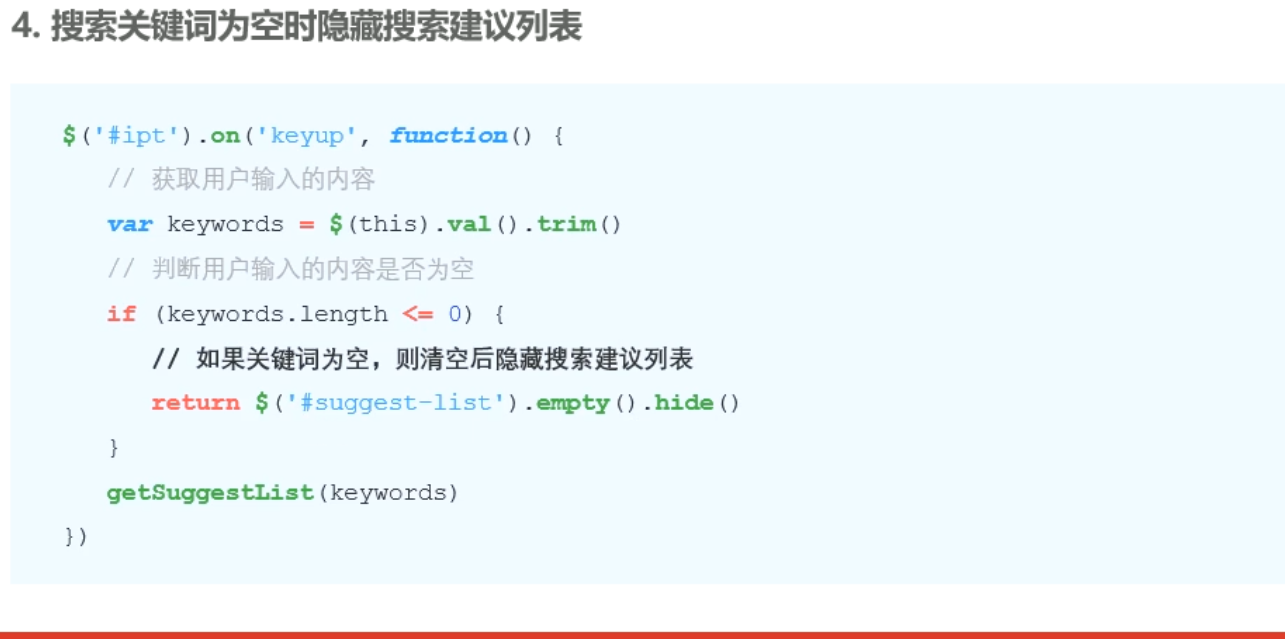 4. 搜索关键词为空时隐藏搜索建议列表
$('#ipt').on('keyup', function() {
// 获取用户输入的内容
var keywords = $(this).val().trim()
// 判断用户输入的内容是否为空
if (keywords.length <= 0) {
// 如果关键词为空，则清空后隐藏搜索建议列表
return $('#suggest-list').empty().hide()
}
getSuggestList(keywords)
})